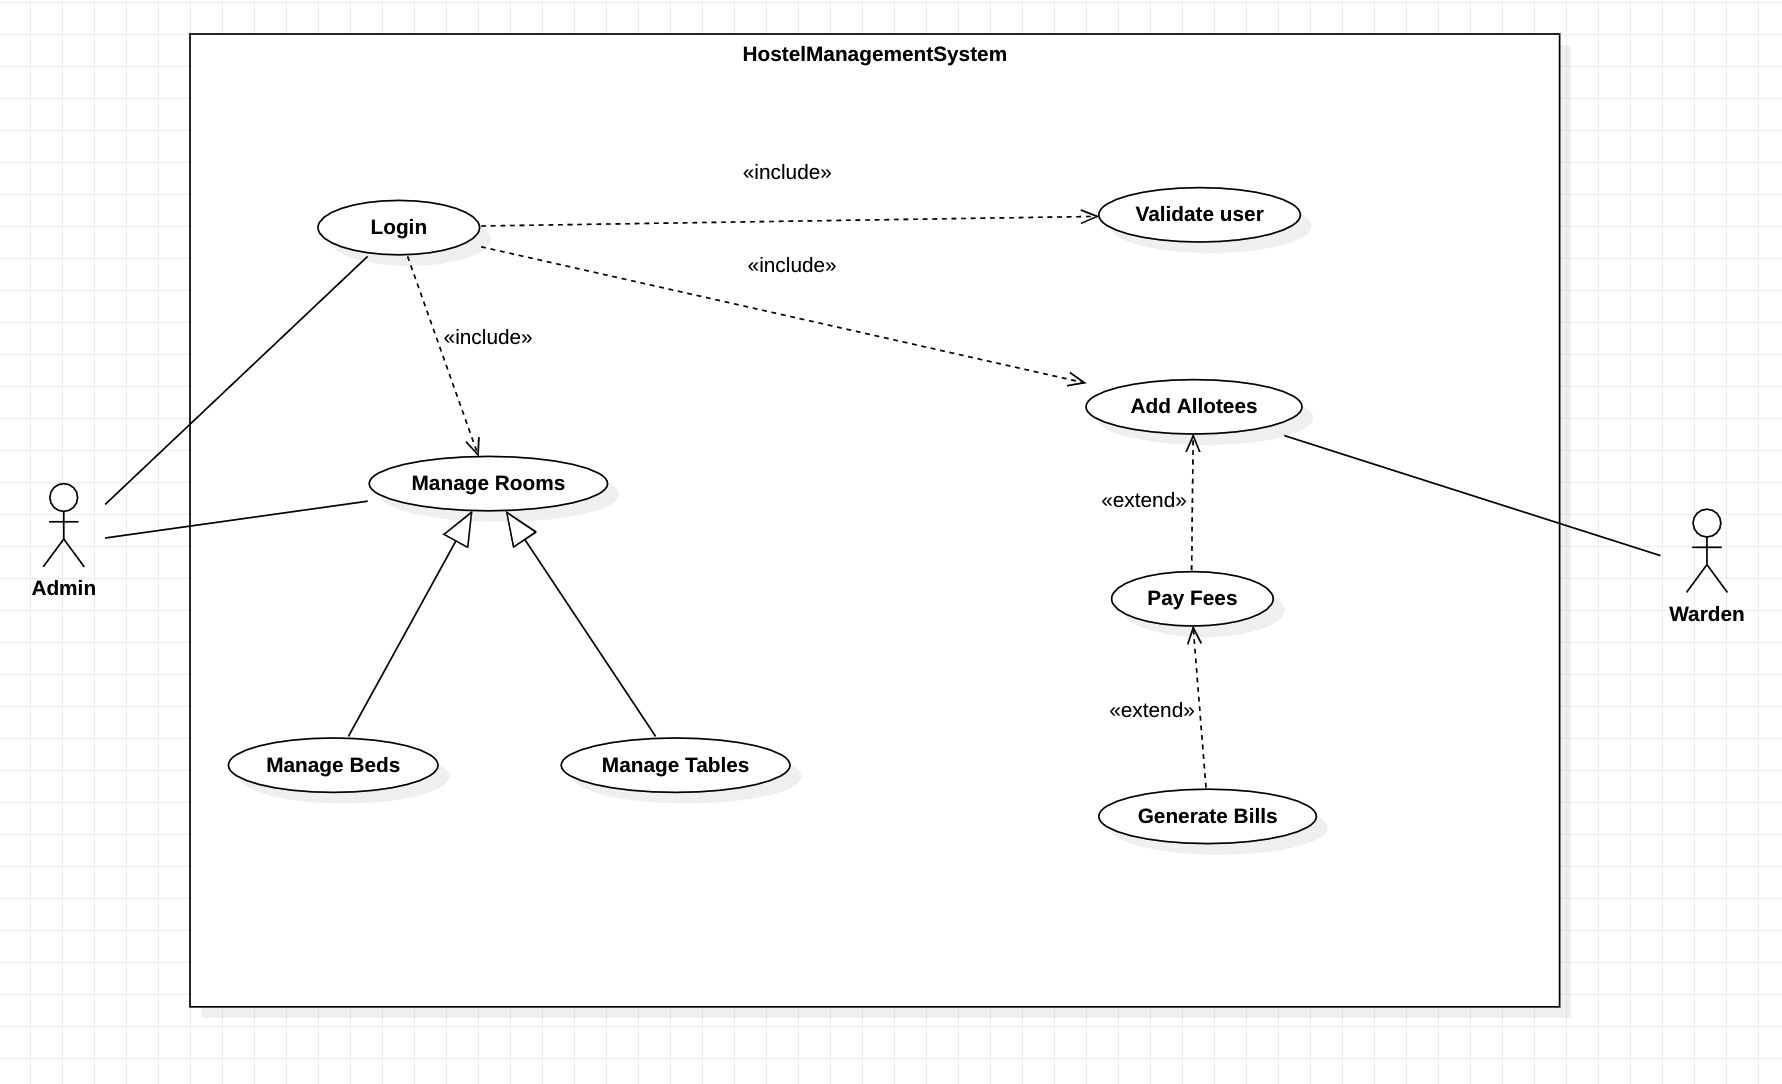 HostelManagementSystem
«include»
Login
Validate user
«include»
«include»
Add Allotees
Manage Rooms
«extend»
Admin
Pay Fees
Warden
«extend»
Manage Beds
Manage Tables
Generate Bills